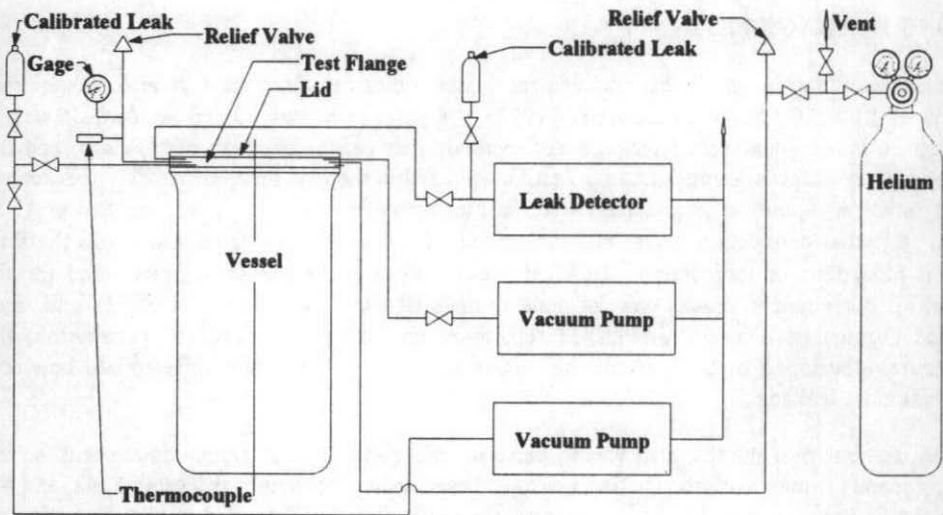 Calibrated Leak
Relief Valve
Gage
Test Flange
Lid
Calibrated Leak
Relief Valve
Vent
Helium
Leak Detector
Vessel
Vacuum Pump
Vacuum Pump
Thermocouple